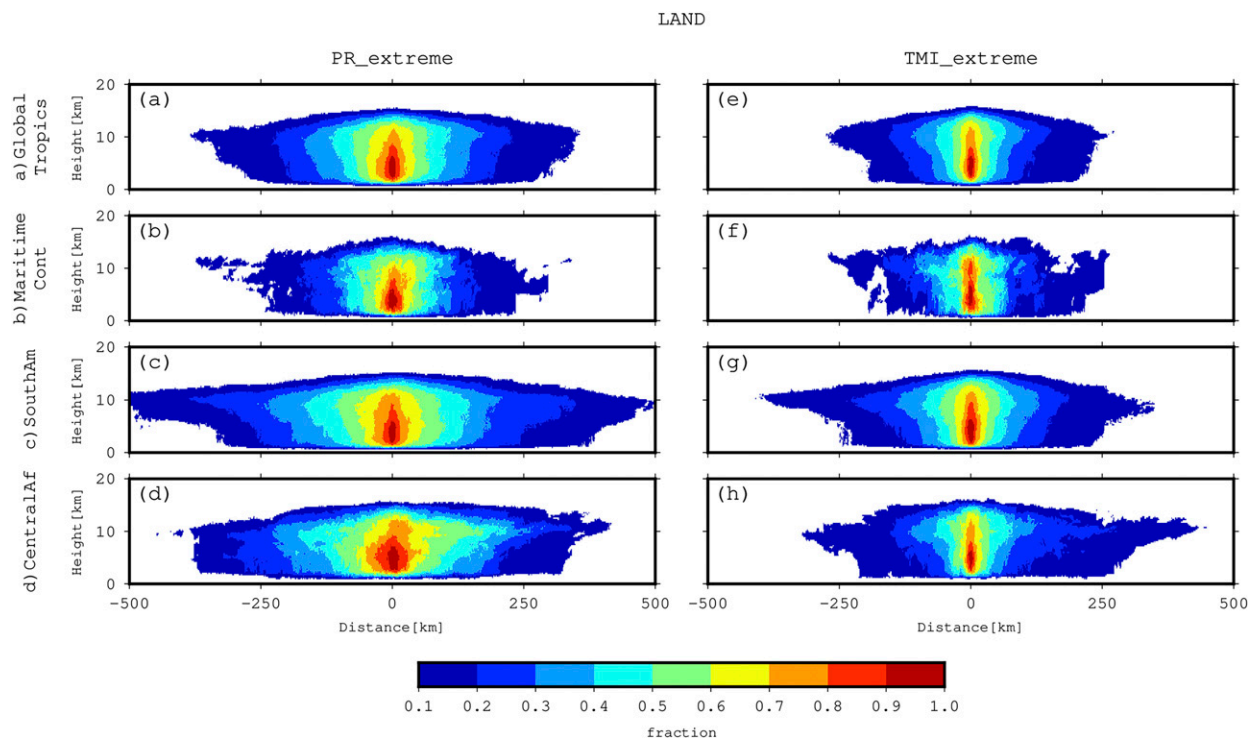 LAND
PR_extreme
TMI_extreme
a)Global
Tropics
Height[km]
20
10
0
(a)
(e)
b)Maritime
Cont
Height[km]
20
10
0
(b)
(f)
c)SouthAm
Height[km]
20
10
0
(c)
(g)
d)CentralAf
Height[km]
20
10
0
(d)
(h)
-500 -250 0 250 500
-500 -250 0 250 500
Distance[km]
Distance[km]
0.1 0.2 0.3 0.4 0.5 0.6 0.7 0.8 0.9 1.0
fraction